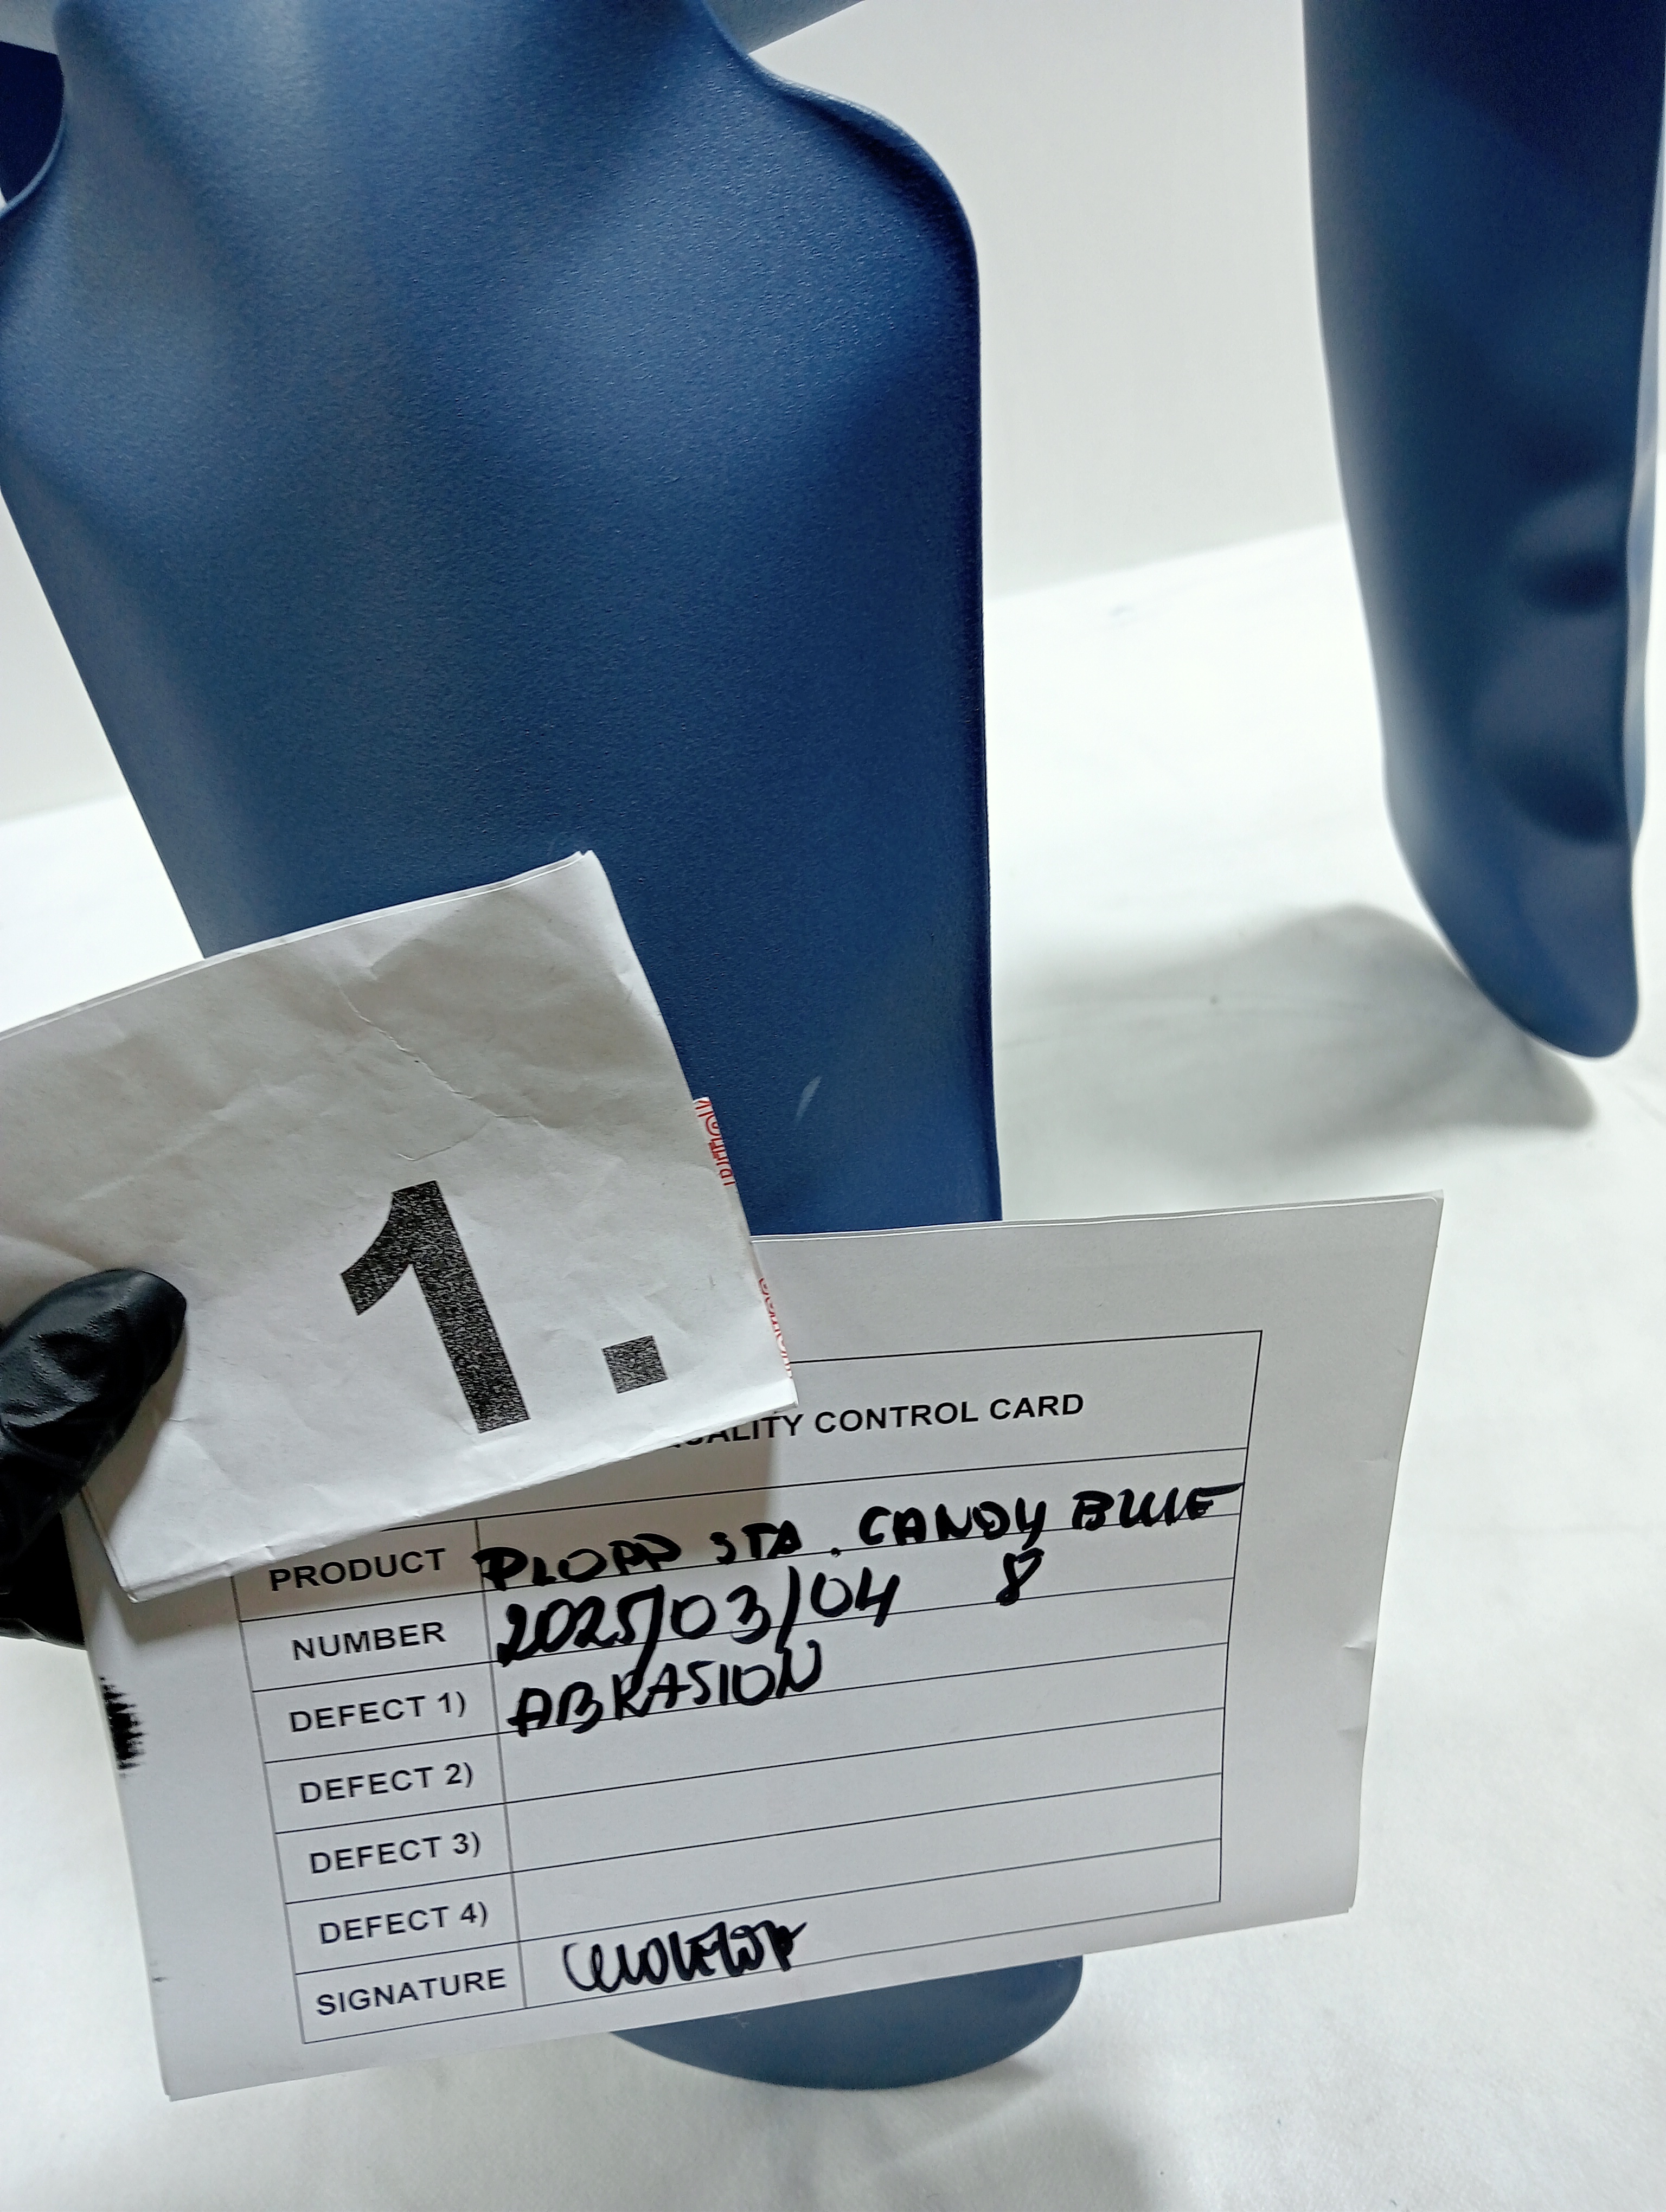 1.
QUALITY CONTROL CARD
PRODUCT PLOPP STA. CANDY BLUE
NUMBER 2025/03/04 8
DEFECT 1) ABRASION
DEFECT 2)
DEFECT 3)
DEFECT 4)
SIGNATURE